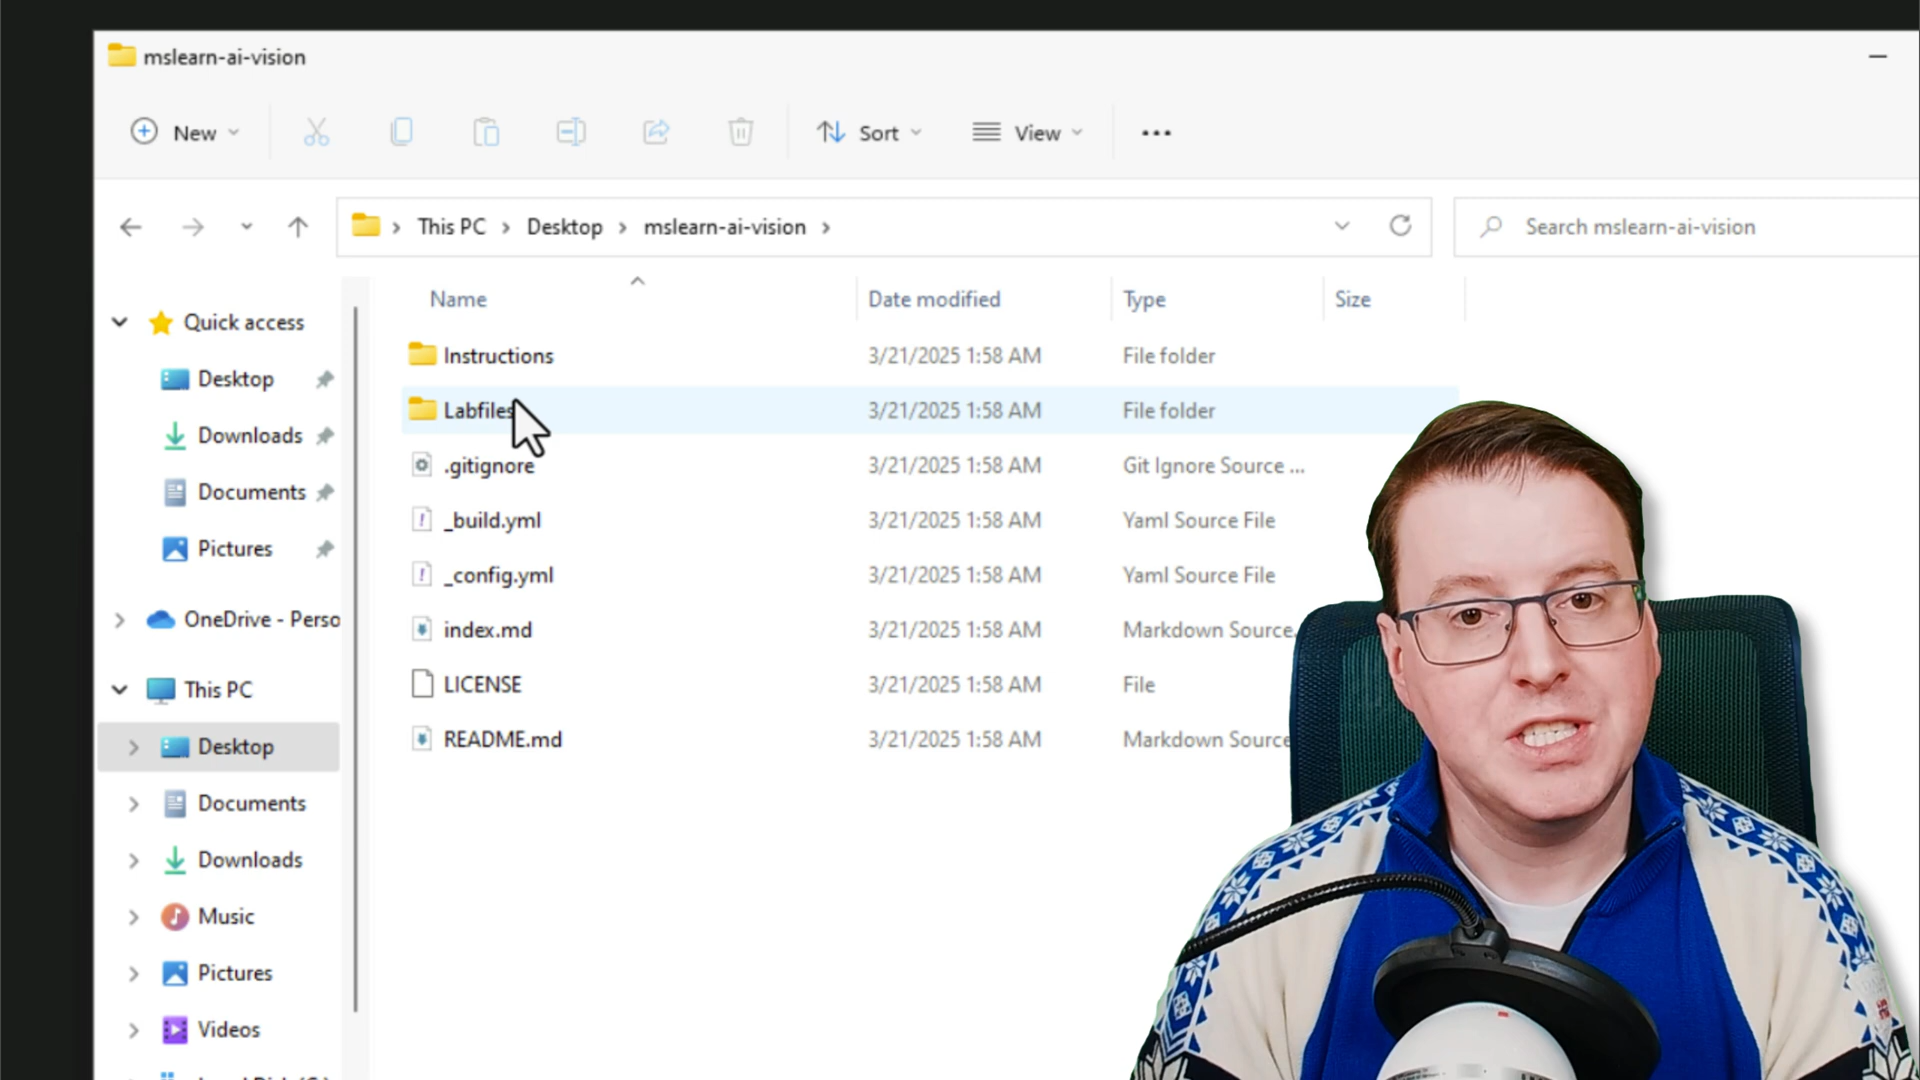 mslearn-ai-vision
New
Sort
View
This PC
Desktop
mslearn-ai-vision
Search mslearn-ai-vision
Name
Date modified
Type
Size
Quick access
Desktop
Downloads
Documents
Pictures
OneDrive - Perso
This PC
Desktop
Documents
Downloads
Music
Pictures
Videos
Instructions 3/21/2025 1:58 AM File folder
Labfiles 3/21/2025 1:58 AM File folder
.gitignore 3/21/2025 1:58 AM Git Ignore Source ...
_build.yml 3/21/2025 1:58 AM Yaml Source File
_config.yml 3/21/2025 1:58 AM Yaml Source File
index.md 3/21/2025 1:58 AM Markdown Source
LICENSE 3/21/2025 1:58 AM File
README.md 3/21/2025 1:58 AM Markdown Source